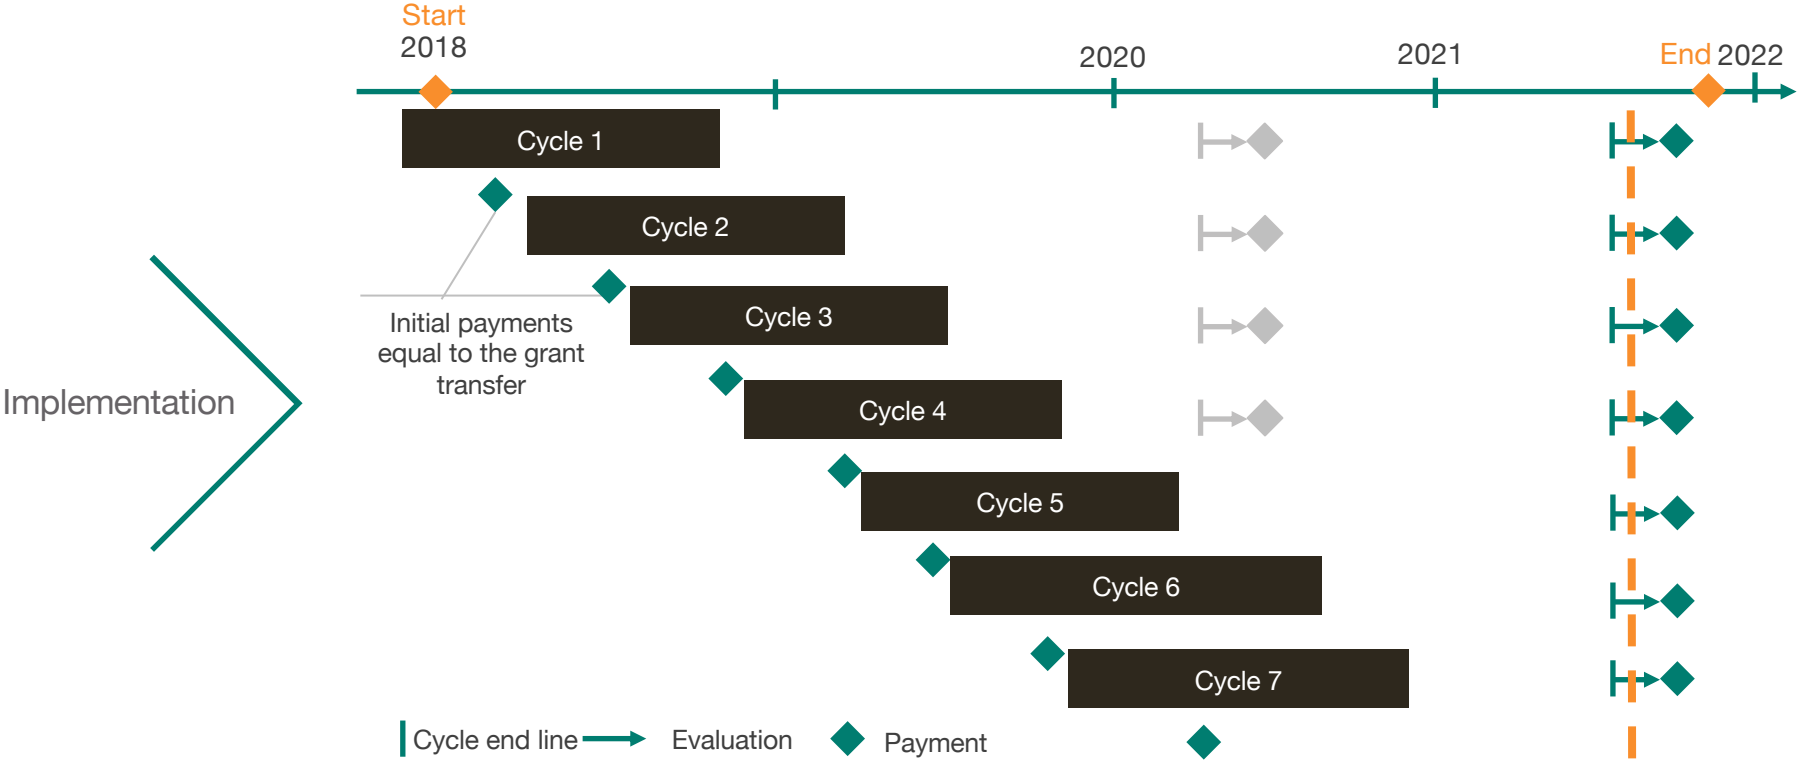 Start
2018
2020
2021
End 2022
Cycle 1
Cycle 2
Cycle 3
Initial payments
equal to the grant
transfer
Implementation
Cycle 4
Cycle 5
Cycle 6
Cycle 7
Cycle end line
Evaluation
Payment